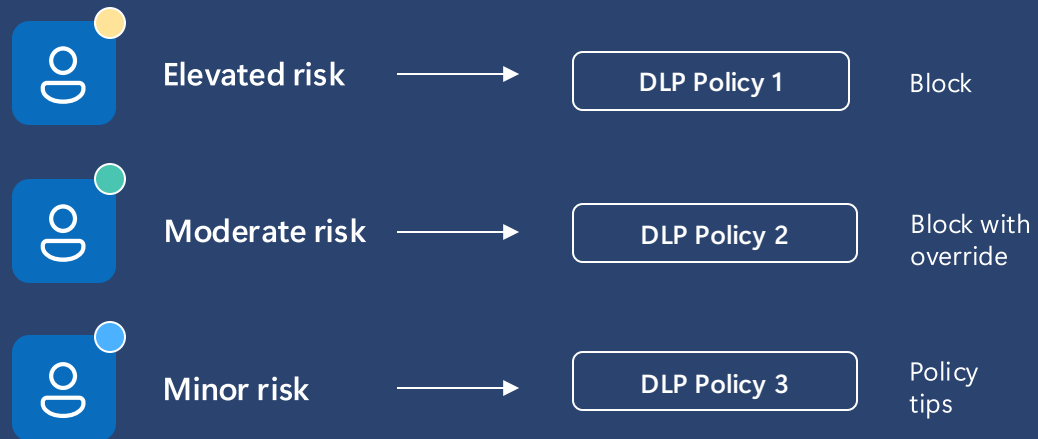 Elevated risk
DLP Policy 1
Block
Moderate risk
DLP Policy 2
Block with
override
Minor risk
DLP Policy 3
Policy
tips